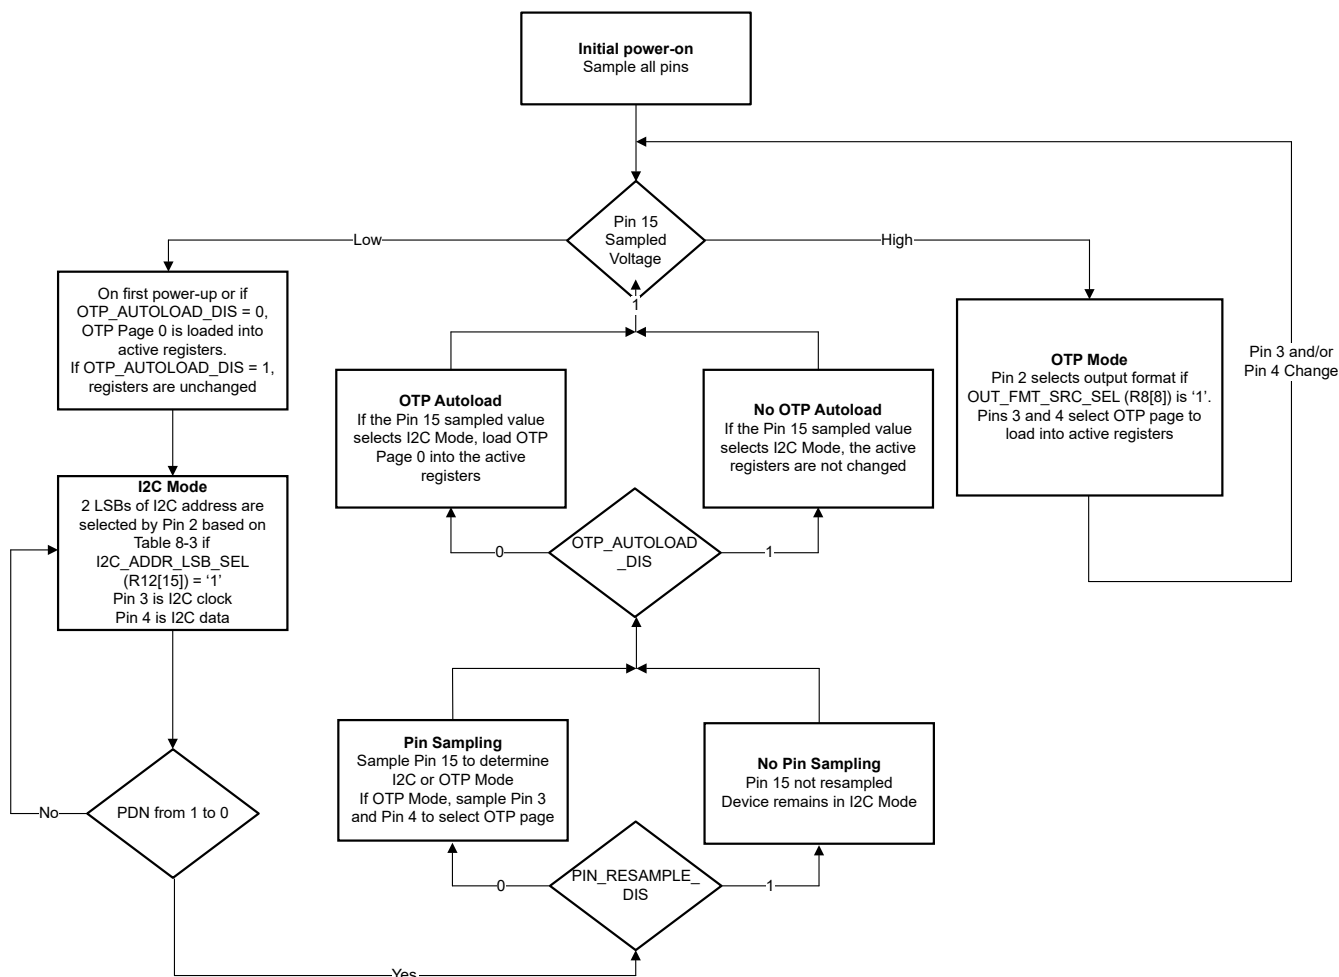 Initial power-on
Sample all pins
Pin 15
Sampled
Voltage
Low
High
On first power-up or if
OTP_AUTOLOAD_DIS = 0,
OTP Page 0 is loaded into
active registers.
If OTP_AUTOLOAD_DIS = 1,
registers are unchanged
1
OTP Autoload
If the Pin 15 sampled value
selects I2C Mode, load OTP
Page 0 into the active
registers
No OTP Autoload
If the Pin 15 sampled value
selects I2C Mode, the active
registers are not changed
OTP Mode
Pin 2 selects output format if
OUT_FMT_SRC_SEL (R8[8]) is ‘1’.
Pins 3 and 4 select OTP page to
load into active registers
Pin 3 and/or
Pin 4 Change
I2C Mode
2 LSBs of I2C address are
selected by Pin 2 based on
Table 8-3 if
I2C_ADDR_LSB_SEL
(R12[15]) = ‘1’
Pin 3 is I2C clock
Pin 4 is I2C data
0
OTP_AUTOLOAD
_DIS
1
Pin Sampling
Sample Pin 15 to determine
I2C or OTP Mode
If OTP Mode, sample Pin 3
and Pin 4 to select OTP page
No Pin Sampling
Pin 15 not resampled
Device remains in I2C Mode
No
PDN from 1 to 0
0
PIN_RESAMPLE_
DIS
1
Yes